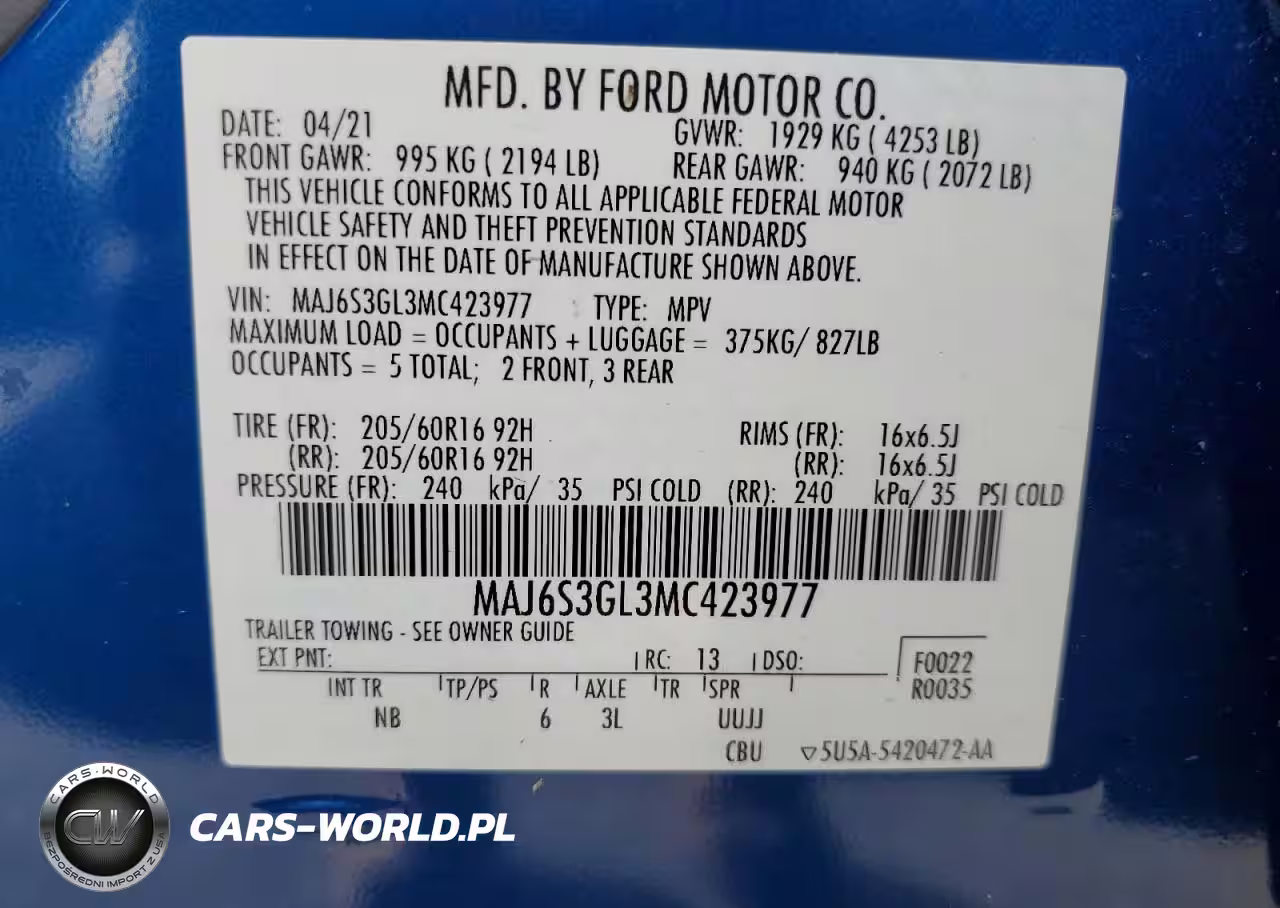 MFD. BY FORD MOTOR CO.
DATE: 04/21 GVWR: 1929 KG ( 4253 LB)
FRONT GAWR: 995 KG ( 2194 LB) REAR GAWR: 940 KG ( 2072 LB)
THIS VEHICLE CONFORMS TO ALL APPLICABLE FEDERAL MOTOR
VEHICLE SAFETY AND THEFT PREVENTION STANDARDS
IN EFFECT ON THE DATE OF MANUFACTURE SHOWN ABOVE.
VIN: MAJ6S3GL3MC423977 TYPE: MPV
MAXIMUM LOAD = OCCUPANTS + LUGGAGE = 375KG/ 827LB
OCCUPANTS = 5 TOTAL; 2 FRONT, 3 REAR
TIRE (FR): 205/60R16 92H RIMS (FR): 16x6.5J
(RR): 205/60R16 92H (RR): 16x6.5J
PRESSURE (FR): 240 kPa/ 35 PSI COLD (RR): 240 kPa/ 35 PSI COLD
MAJ6S3GL3MC423977
TRAILER TOWING - SEE OWNER GUIDE
EXT PNT: RC: 13 DSO: F0022
INT TR TP/PS R AXLE TR SPR R0035
NB 6 3L UUJJ
CBU ▽5U5A-5420472-AA
CARS-WORLD
CW
BEZPOŚREDNI IMPORT Z USA
CARS-WORLD.PL